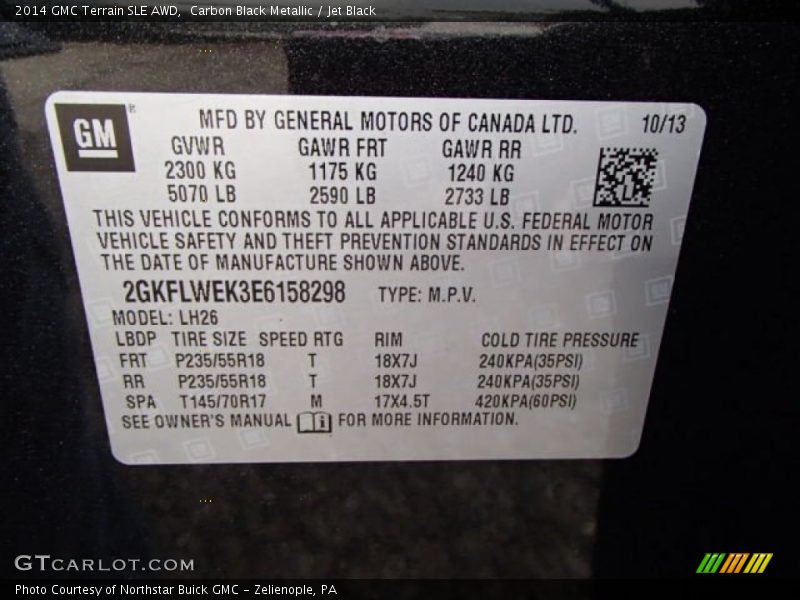 2014 GMC Terrain SLE AWD, Carbon Black Metallic / Jet Black
GM®
MFD BY GENERAL MOTORS OF CANADA LTD. 10/13
GVWR GAWR FRT GAWR RR
2300 KG 1175 KG 1240 KG
5070 LB 2590 LB 2733 LB
THIS VEHICLE CONFORMS TO ALL APPLICABLE U.S. FEDERAL MOTOR
VEHICLE SAFETY AND THEFT PREVENTION STANDARDS IN EFFECT ON
THE DATE OF MANUFACTURE SHOWN ABOVE.
2GKFLWEK3E6158298 TYPE: M.P.V.
MODEL: LH26
LBDP TIRE SIZE SPEED RTG RIM COLD TIRE PRESSURE
FRT P235/55R18 T 18X7J 240KPA(35PSI)
RR P235/55R18 T 18X7J 240KPA(35PSI)
SPA T145/70R17 M 17X4.5T 420KPA(60PSI)
SEE OWNER'S MANUAL i FOR MORE INFORMATION.
GTCARLOT.COM
Photo Courtesy of Northstar Buick GMC - Zelienople, PA